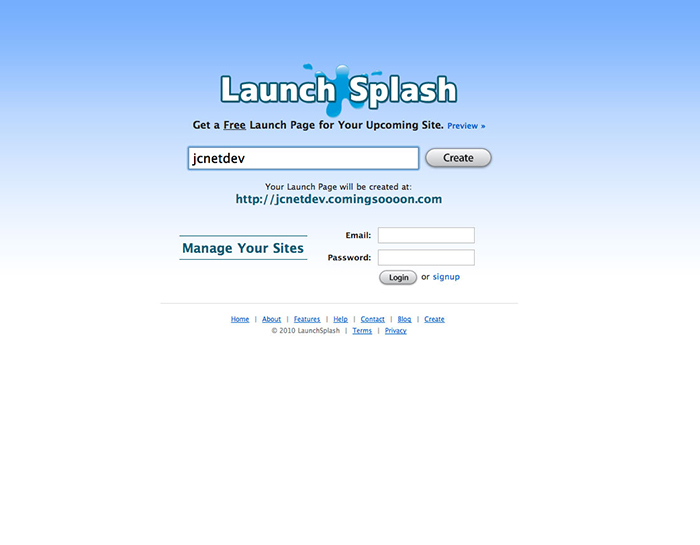 Launch Splash
Get a Free Launch Page for Your Upcoming Site. Preview »
jcnetdev Create
Your Launch Page will be created at:
http://jcnetdev.comingsoooon.com
Manage Your Sites
Email:
Password:
Login or signup
Home | About | Features | Help | Contact | Blog | Create
© 2010 LaunchSplash | Terms | Privacy